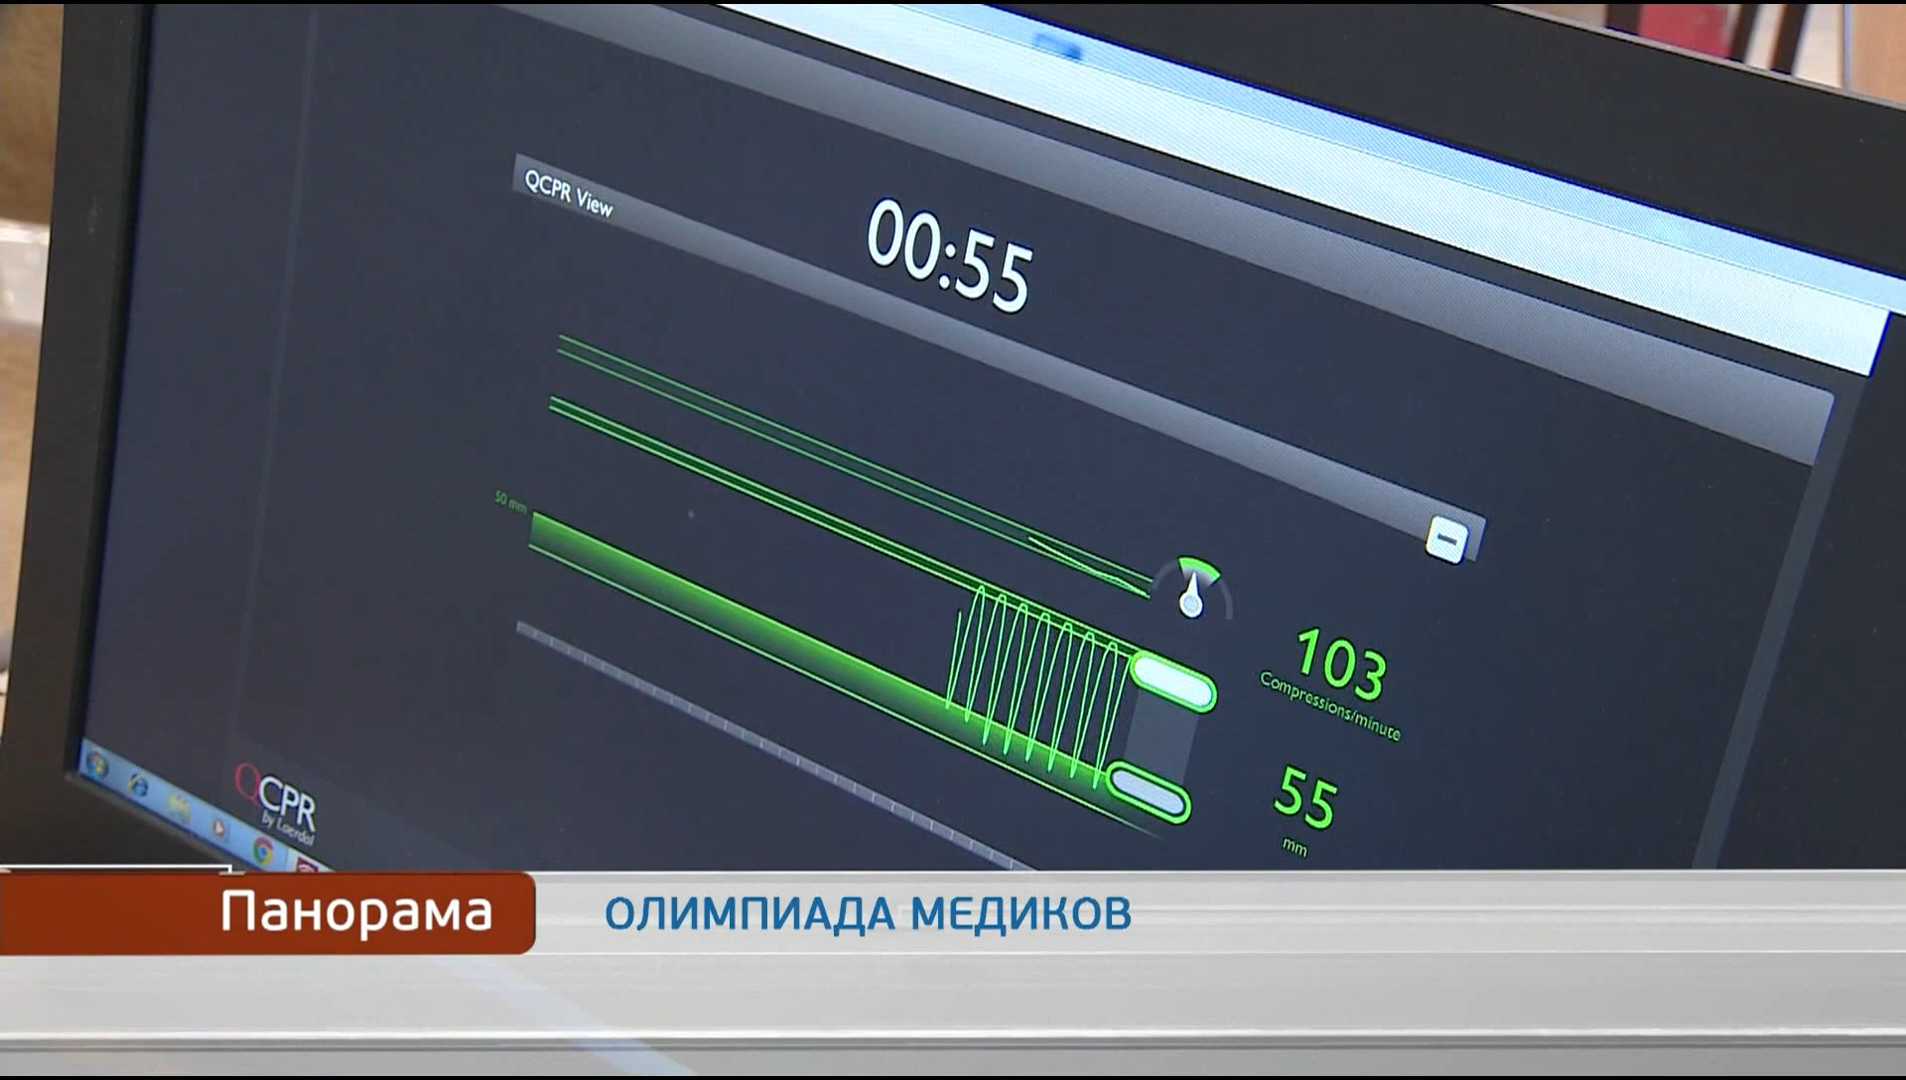 QCPR View
00:55
50 mm
103
Compressions/minute
55
mm
QCPR
by Laerdal
Панорама
ОЛИМПИАДА МЕДИКОВ